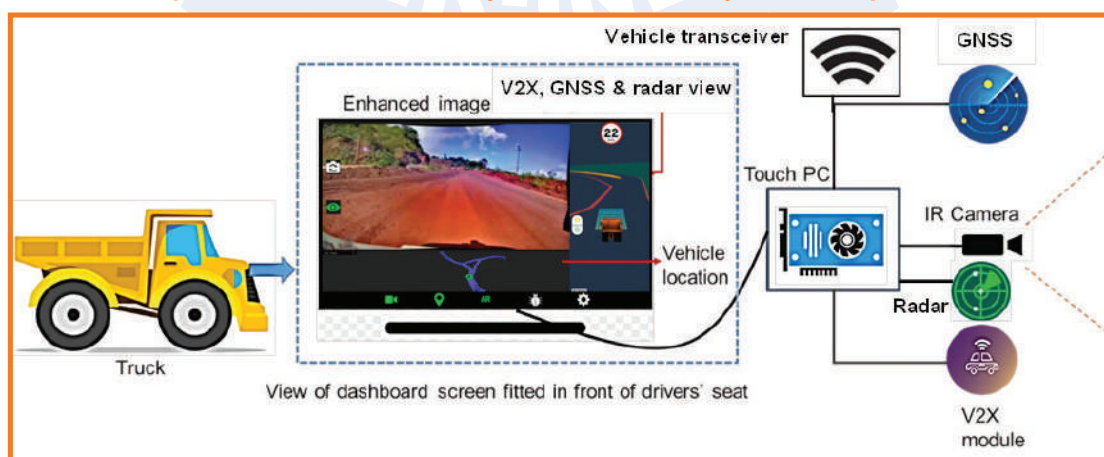 Vehicle transceiver
GNSS
V2X, GNSS & radar view
Enhanced image
22
Touch PC
IR Camera
Vehicle
location
AR
Radar
Truck
View of dashboard screen fitted in front of drivers' seat
V2X
module